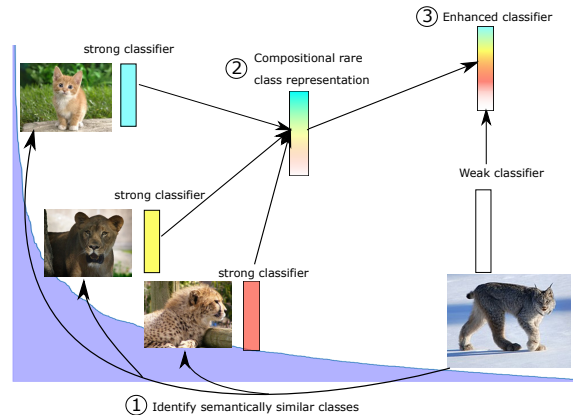 ③ Enhanced classifier
strong classifier
② Compositional rare
class representation
Weak classifier
strong classifier
strong classifier
① Identify semantically similar classes